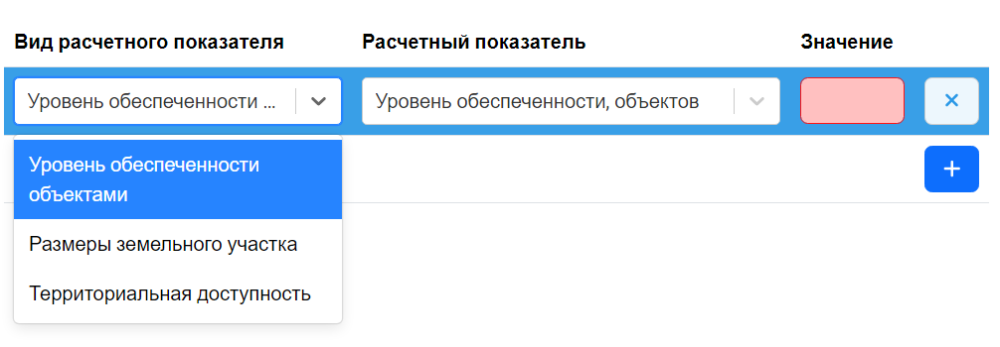 Вид расчетного показателя Расчетный показатель Значение
Уровень обеспеченности ... Уровень обеспеченности, объектов
Уровень обеспеченности
объектами
Размеры земельного участка
Территориальная доступность